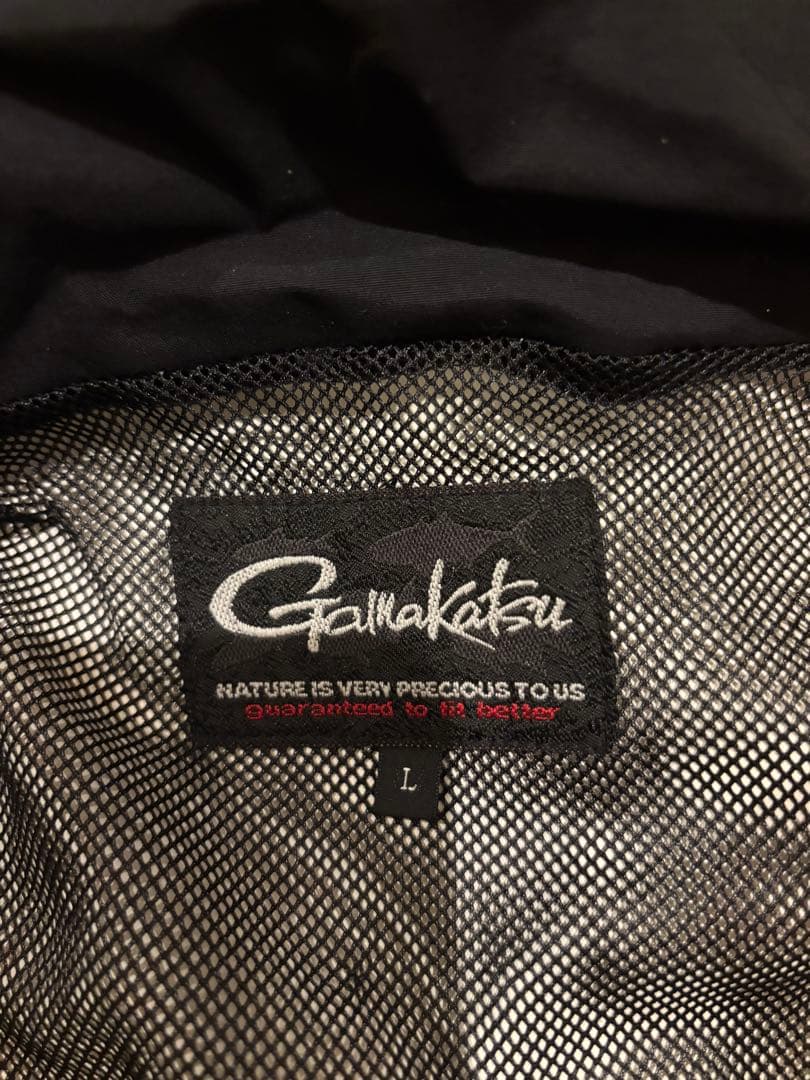 Gamakatsu
NATURE IS VERY PRECIOUS TO US
guaranteed to fit better
L